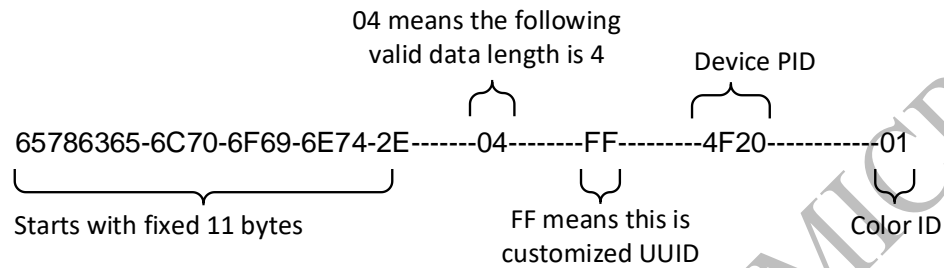 04 means the following
valid data length is 4
Device PID
65786365-6C70-6F69-6E74-2E-------04--------FF---------4F20------------01
Starts with fixed 11 bytes
FF means this is
customized UUID
Color ID
MICR